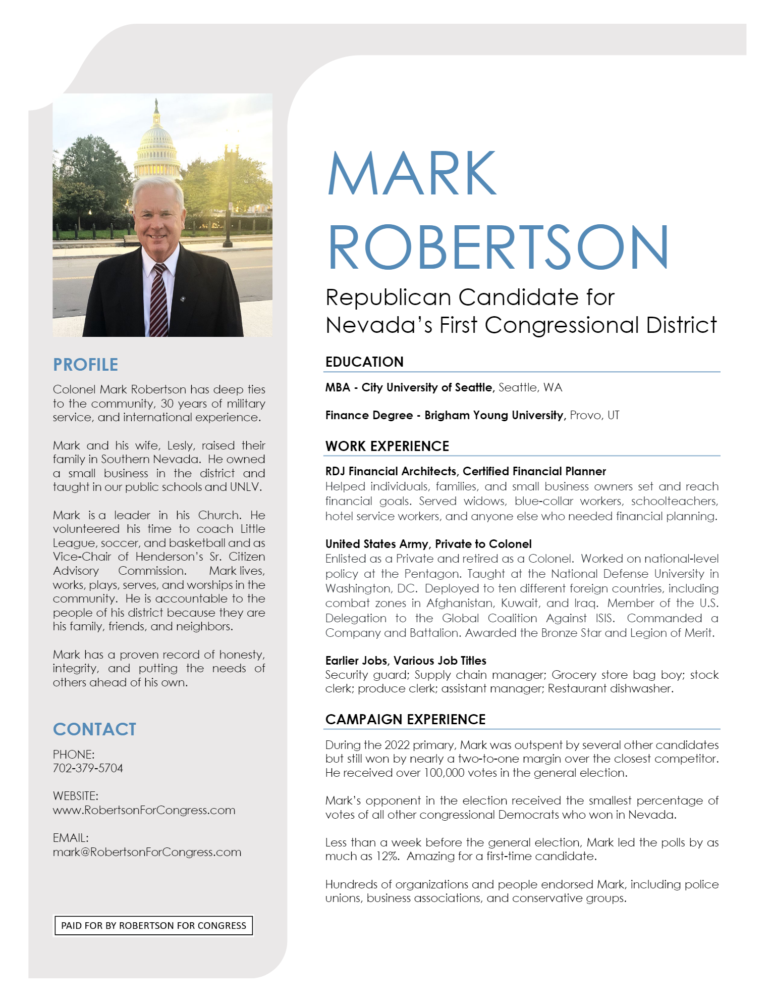 MARK
ROBERTSON
Republican Candidate for
Nevada’s First Congressional District
PROFILE
Colonel Mark Robertson has deep ties
to the community, 30 years of military
service, and international experience.
Mark and his wife, Lesly, raised their
family in Southern Nevada. He owned
a small business in the district and
taught in our public schools and UNLV.
Mark is a leader in his Church. He
volunteered his time to coach Little
League, soccer, and basketball and as
Vice-Chair of Henderson’s Sr. Citizen
Advisory Commission. Mark lives,
works, plays, serves, and worships in the
community. He is accountable to the
people of his district because they are
his family, friends, and neighbors.
Mark has a proven record of honesty,
integrity, and putting the needs of
others ahead of his own.
CONTACT
PHONE:
702-379-5704
WEBSITE:
www.RobertsonForCongress.com
EMAIL:
mark@RobertsonForCongress.com
PAID FOR BY ROBERTSON FOR CONGRESS
EDUCATION
MBA - City University of Seattle, Seattle, WA
Finance Degree - Brigham Young University, Provo, UT
WORK EXPERIENCE
RDJ Financial Architects, Certified Financial Planner
Helped individuals, families, and small business owners set and reach
financial goals. Served widows, blue-collar workers, schoolteachers,
hotel service workers, and anyone else who needed financial planning.
United States Army, Private to Colonel
Enlisted as a Private and retired as a Colonel. Worked on national-level
policy at the Pentagon. Taught at the National Defense University in
Washington, DC. Deployed to ten different foreign countries, including
combat zones in Afghanistan, Kuwait, and Iraq. Member of the U.S.
Delegation to the Global Coalition Against ISIS. Commanded a
Company and Battalion. Awarded the Bronze Star and Legion of Merit.
Earlier Jobs, Various Job Titles
Security guard; Supply chain manager; Grocery store bag boy; stock
clerk; produce clerk; assistant manager; Restaurant dishwasher.
CAMPAIGN EXPERIENCE
During the 2022 primary, Mark was outspent by several other candidates
but still won by nearly a two-to-one margin over the closest competitor.
He received over 100,000 votes in the general election.
Mark’s opponent in the election received the smallest percentage of
votes of all other congressional Democrats who won in Nevada.
Less than a week before the general election, Mark led the polls by as
much as 12%. Amazing for a first-time candidate.
Hundreds of organizations and people endorsed Mark, including police
unions, business associations, and conservative groups.